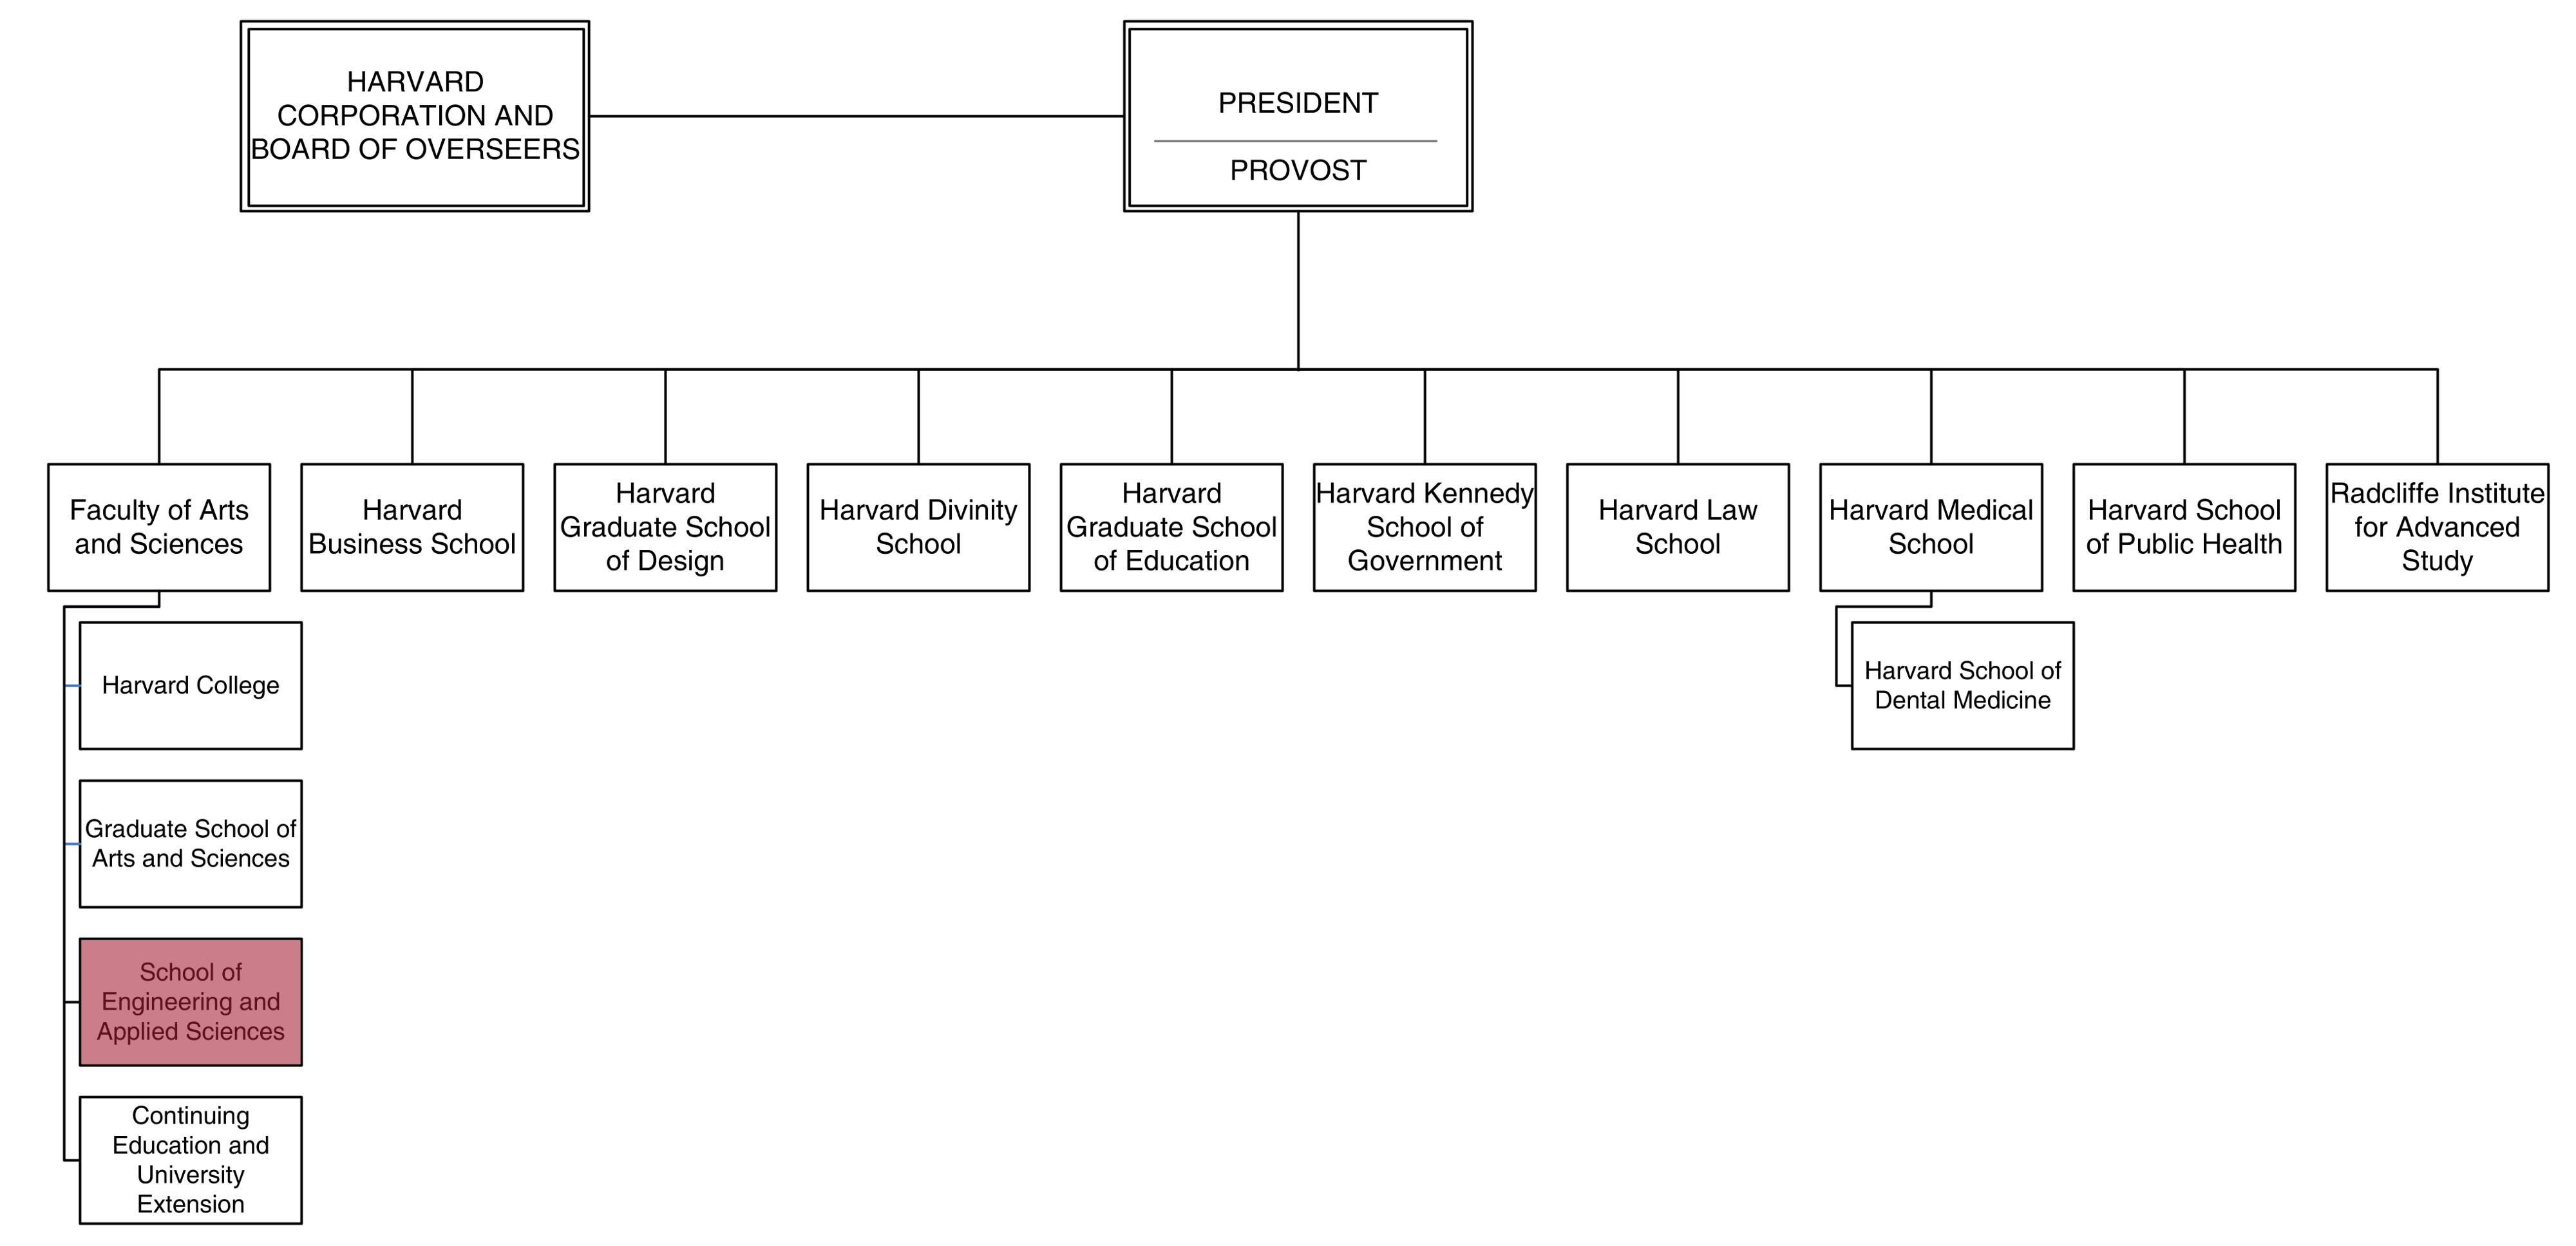 HARVARD
CORPORATION AND
BOARD OF OVERSEERS
PRESIDENT
PROVOST
Faculty of Arts
and Sciences
Harvard
Business School
Harvard
Graduate School
of Design
Harvard Divinity
School
Harvard
Graduate School
of Education
Harvard Kennedy
School of
Government
Harvard Law
School
Harvard Medical
School
Harvard School
of Public Health
Radcliffe Institute
for Advanced
Study
Harvard College
Graduate School of
Arts and Sciences
School of
Engineering and
Applied Sciences
Continuing
Education and
University
Extension
Harvard School of
Dental Medicine